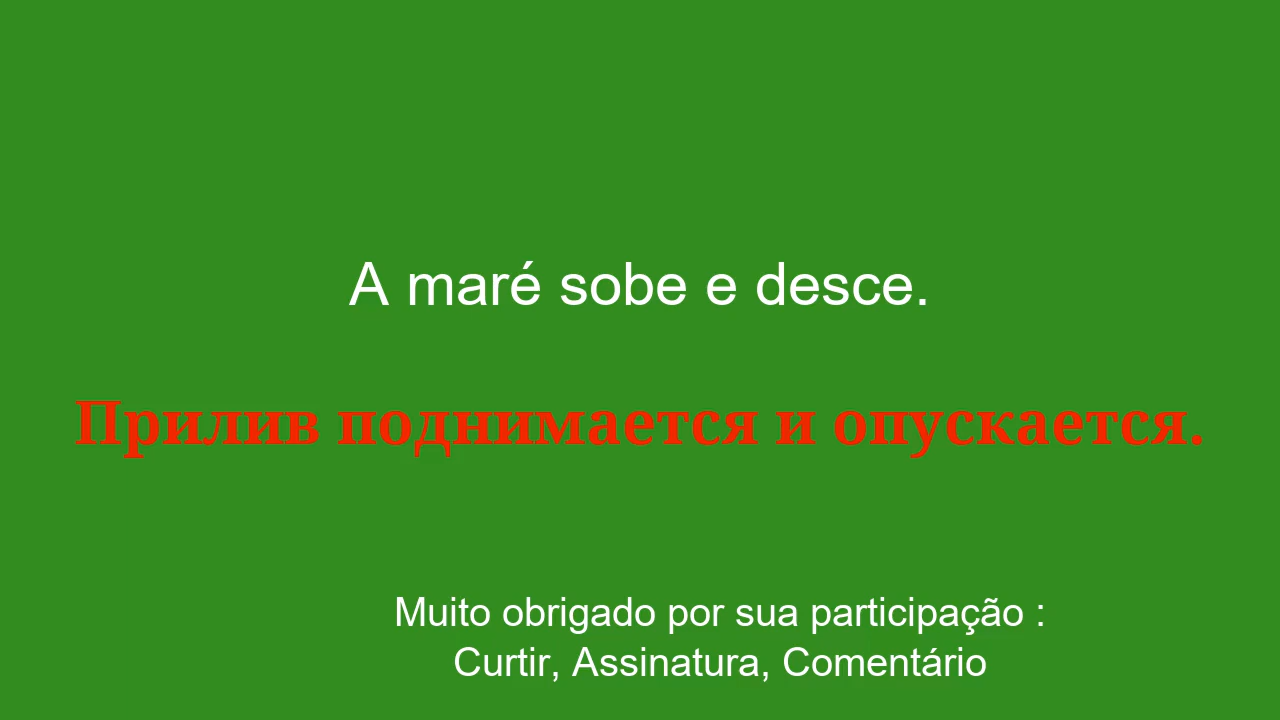 A maré sobe e desce.
Прилив поднимается и опускается.
Muito obrigado por sua participação :
Curtir, Assinatura, Comentário